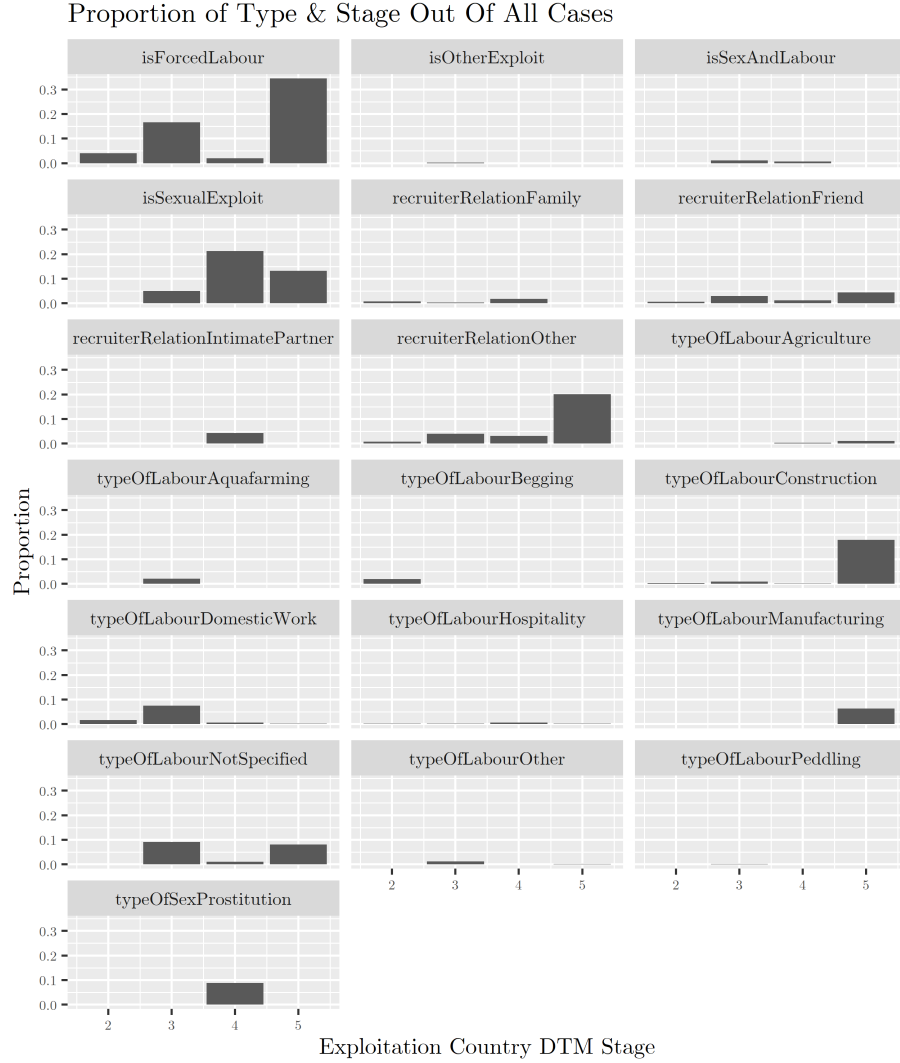 Proportion of Type & Stage Out Of All Cases
isForcedLabour
isOtherExploit
isSexAndLabour
0.3
0.2
0.1
0.0
isSexualExploit
recruiterRelationFamily
recruiterRelationFriend
0.3
0.2
0.1
0.0
recruiterRelationIntimatePartner
recruiterRelationOther
typeOfLabourAgriculture
0.3
0.2
0.1
0.0
typeOfLabourAquafarming
typeOfLabourBegging
typeOfLabourConstruction
0.3
0.2
0.1
0.0
Proportion
typeOfLabourDomesticWork
typeOfLabourHospitality
typeOfLabourManufacturing
0.3
0.2
0.1
0.0
typeOfLabourNotSpecified
typeOfLabourOther
typeOfLabourPeddling
0.3
0.2
0.1
0.0
2 3 4 5
2 3 4 5
typeOfSexProstitution
0.3
0.2
0.1
0.0
2 3 4 5
Exploitation Country DTM Stage